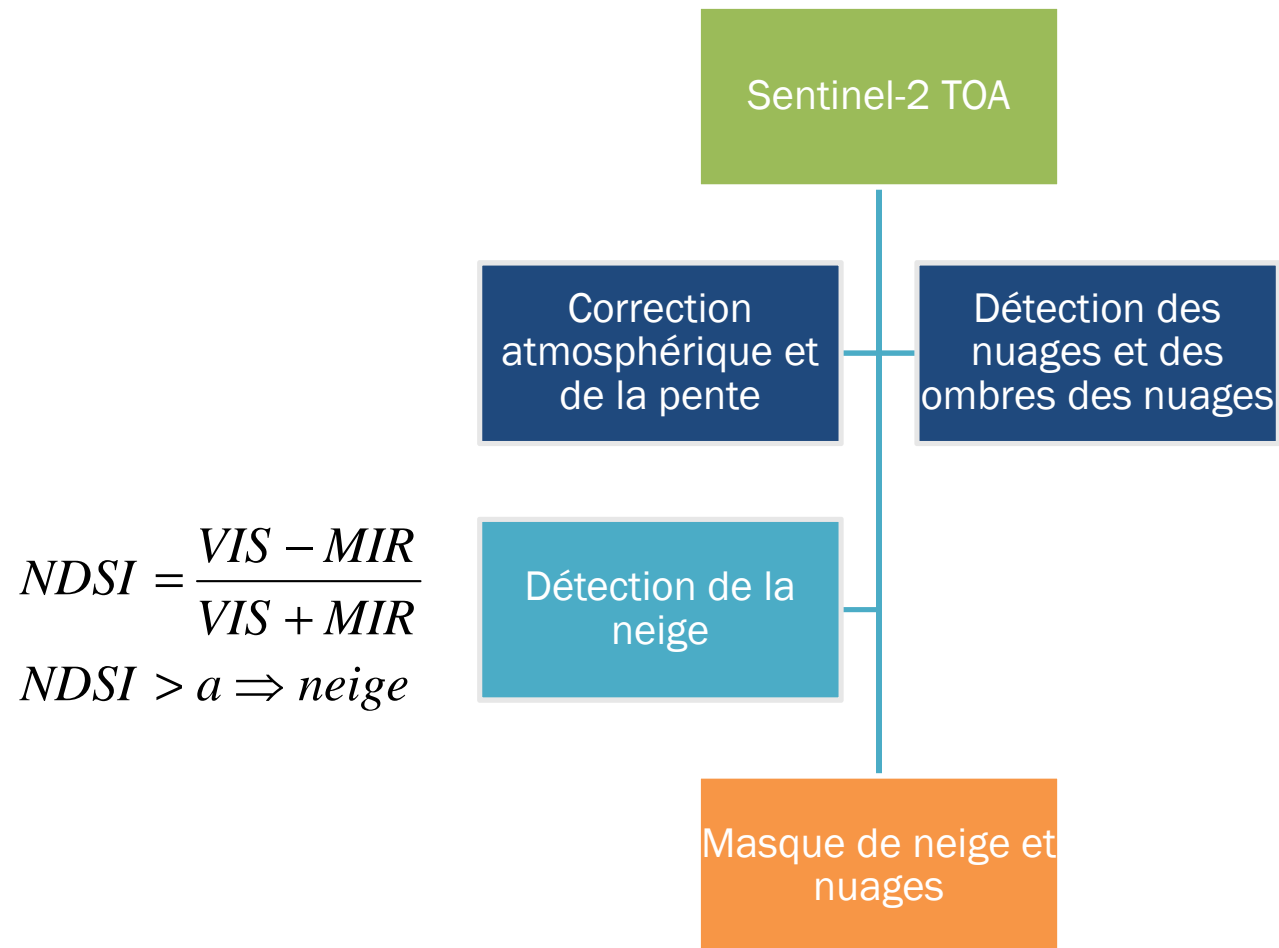 Sentinel-2 TOA
Correction
atmosphérique et
de la pente
Détection des
nuages et des
ombres des nuages
NDSI = \frac{VIS − MIR}{VIS + MIR}
NDSI > a ⇒ neige
Détection de la
neige
Masque de neige et
nuages